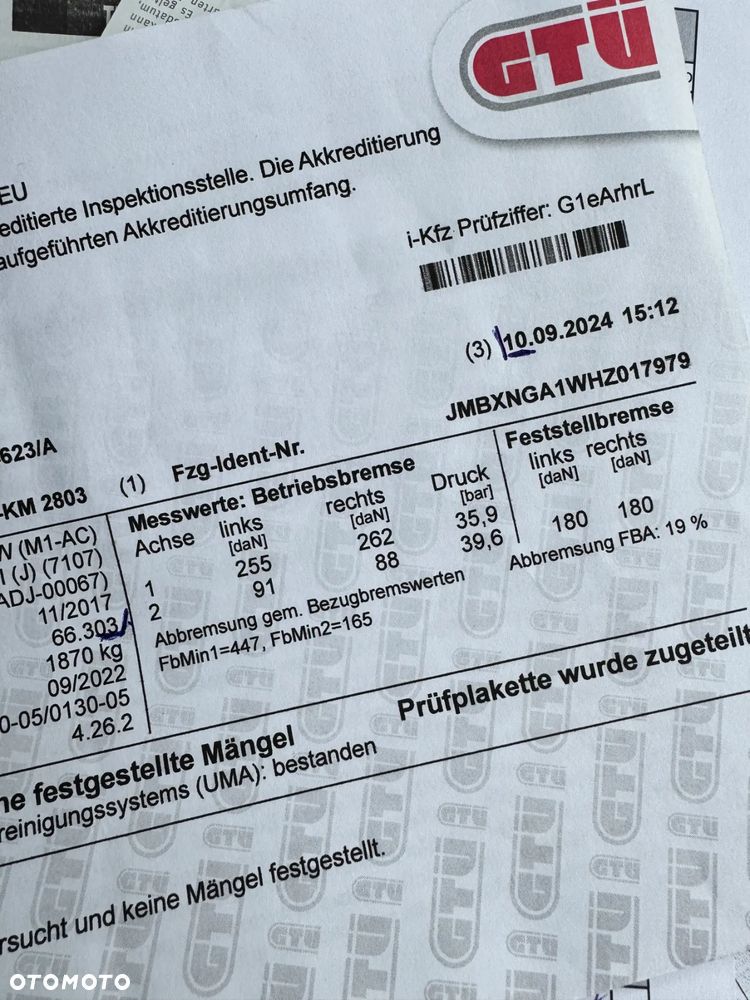 GTÜ
EU
editierte Inspektionsstelle. Die Akkreditierung
aufgeführten Akkreditierungsumfang.
i-Kfz Prüfziffer: G1eArhrL
(3) 10.09.2024 15:12
JMBXNGA1WHZ017979
623/A
-KM 2803 (1) Fzg-Ident-Nr.
Messwerte: Betriebsbremse Feststellbremse
Achse links rechts Druck links rechts
[daN] [daN] [bar] [daN] [daN]
1 255 262 35,9 180 180
2 91 88 39,6 Abbremsung FBA: 19 %
Abbremsung gem. Bezugbremswerten
FbMin1=447, FbMin2=165
W (M1-AC)
I (J) (7107)
ADJ-00067)
11/2017
66.303
1870 kg
09/2022
0-05/0130-05
4.26.2
Prüfplakette wurde zugeteilt
ne festgestellte Mängel
reinigungssystems (UMA): bestanden
rsucht und keine Mängel festgestellt.
OTOMOTO